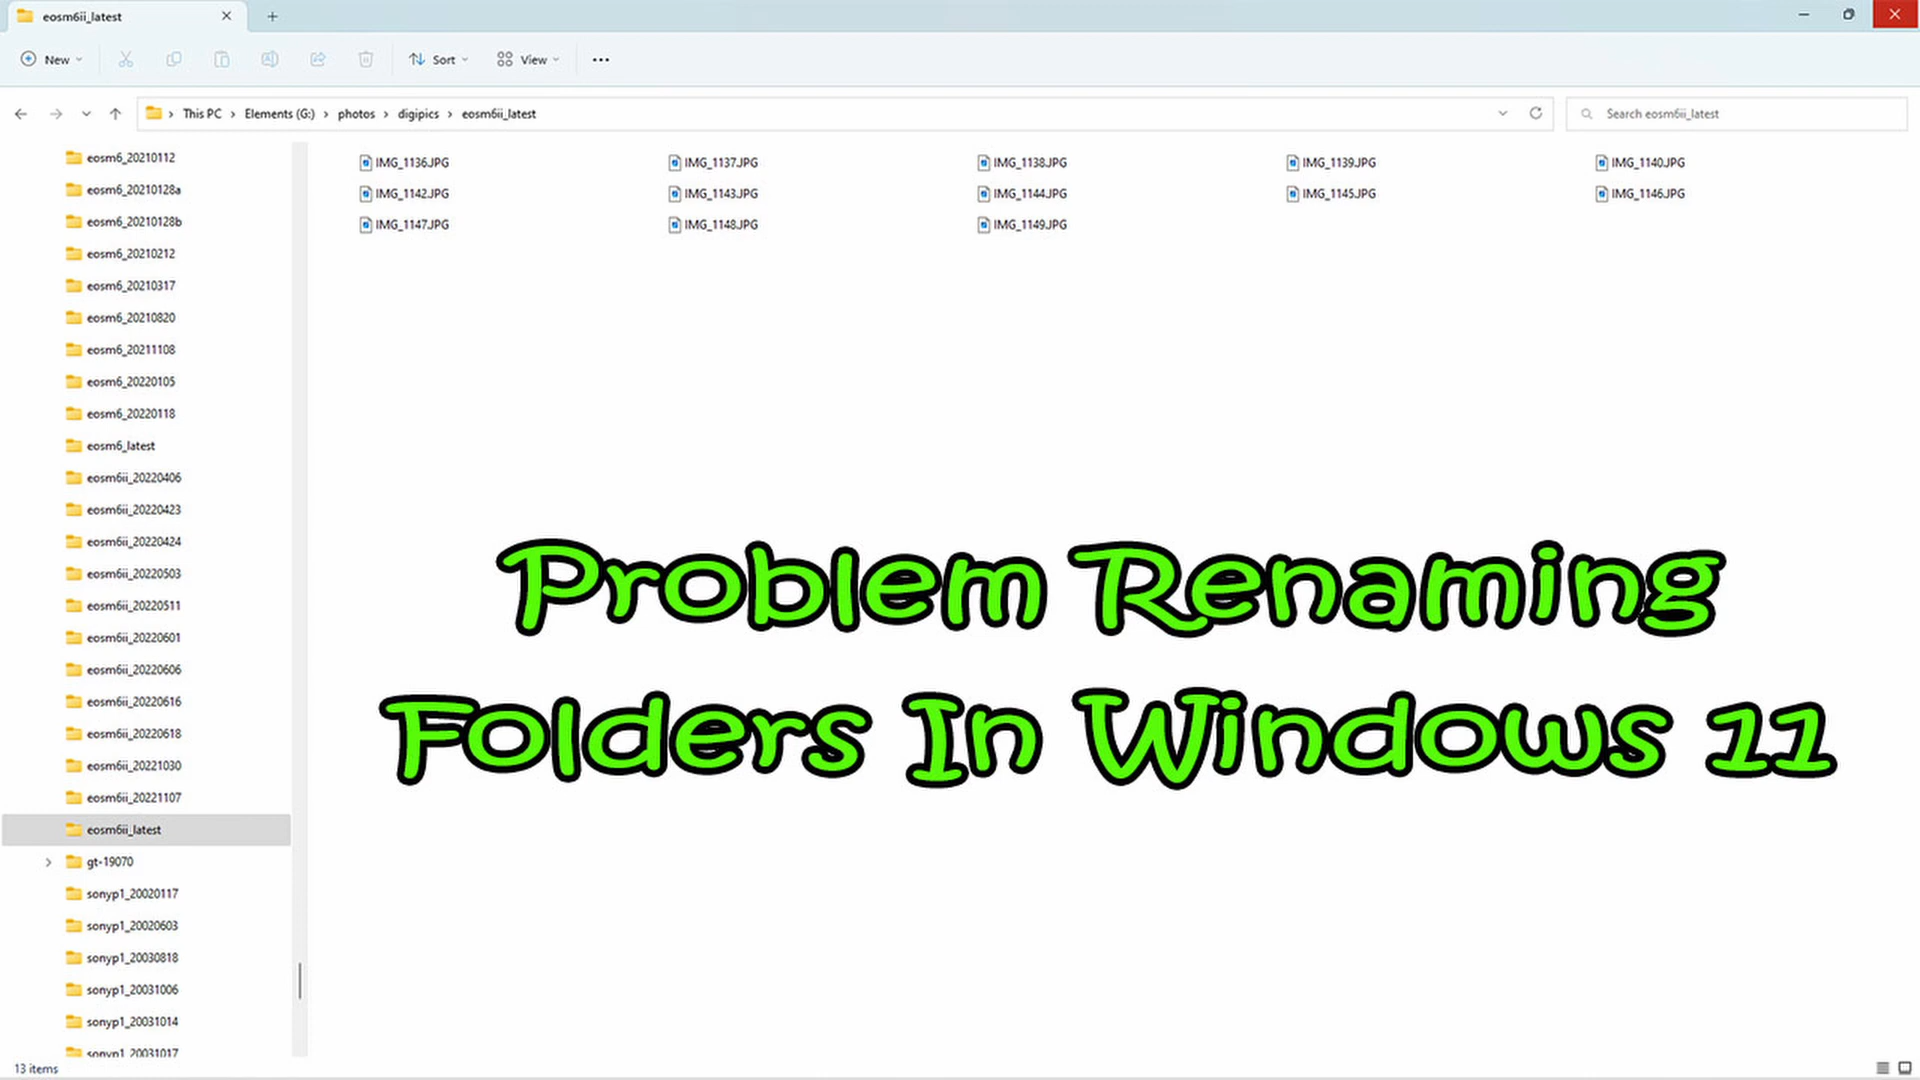 eosm6ii_latest
New
Sort
View
This PC > Elements (G:) > photos > digipics > eosm6ii_latest
Search eosm6ii_latest
eosm6_20210112
eosm6_20210128a
eosm6_20210128b
eosm6_20210212
eosm6_20210317
eosm6_20210820
eosm6_20211108
eosm6_20220105
eosm6_20220118
eosm6_latest
eosm6ii_20220406
eosm6ii_20220423
eosm6ii_20220424
eosm6ii_20220503
eosm6ii_20220511
eosm6ii_20220601
eosm6ii_20220606
eosm6ii_20220616
eosm6ii_20220618
eosm6ii_20221030
eosm6ii_20221107
eosm6ii_latest
gt-19070
sonyp1_20020117
sonyp1_20020603
sonyp1_20030818
sonyp1_20031006
sonyp1_20031014
sonyp1_20031017
IMG_1136.JPG IMG_1137.JPG IMG_1138.JPG IMG_1139.JPG IMG_1140.JPG
IMG_1142.JPG IMG_1143.JPG IMG_1144.JPG IMG_1145.JPG IMG_1146.JPG
IMG_1147.JPG IMG_1148.JPG IMG_1149.JPG
Problem Renaming
Folders In Windows 11
13 items